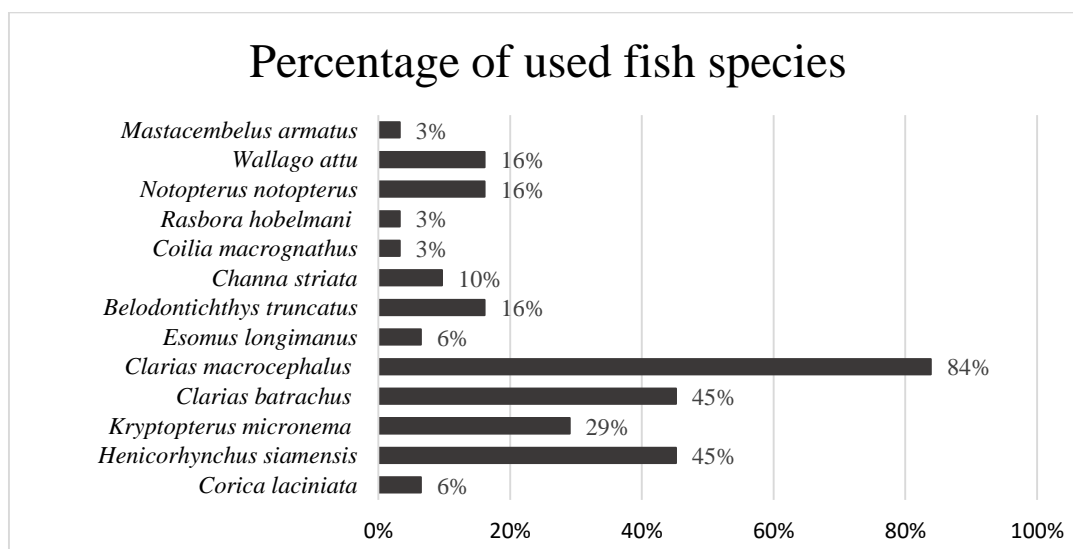 Percentage of used fish species
Mastacembelus armatus 3%
Wallago attu 16%
Notopterus notopterus 16%
Rasbora hobelmani 3%
Coilia macrognathus 3%
Channa striata 10%
Belodontichthys truncatus 16%
Esomus longimanus 6%
Clarias macrocephalus 84%
Clarias batrachus 45%
Kryptopterus micronema 29%
Henicorhynchus siamensis 45%
Corica laciniata 6%
0% 20% 40% 60% 80% 100%